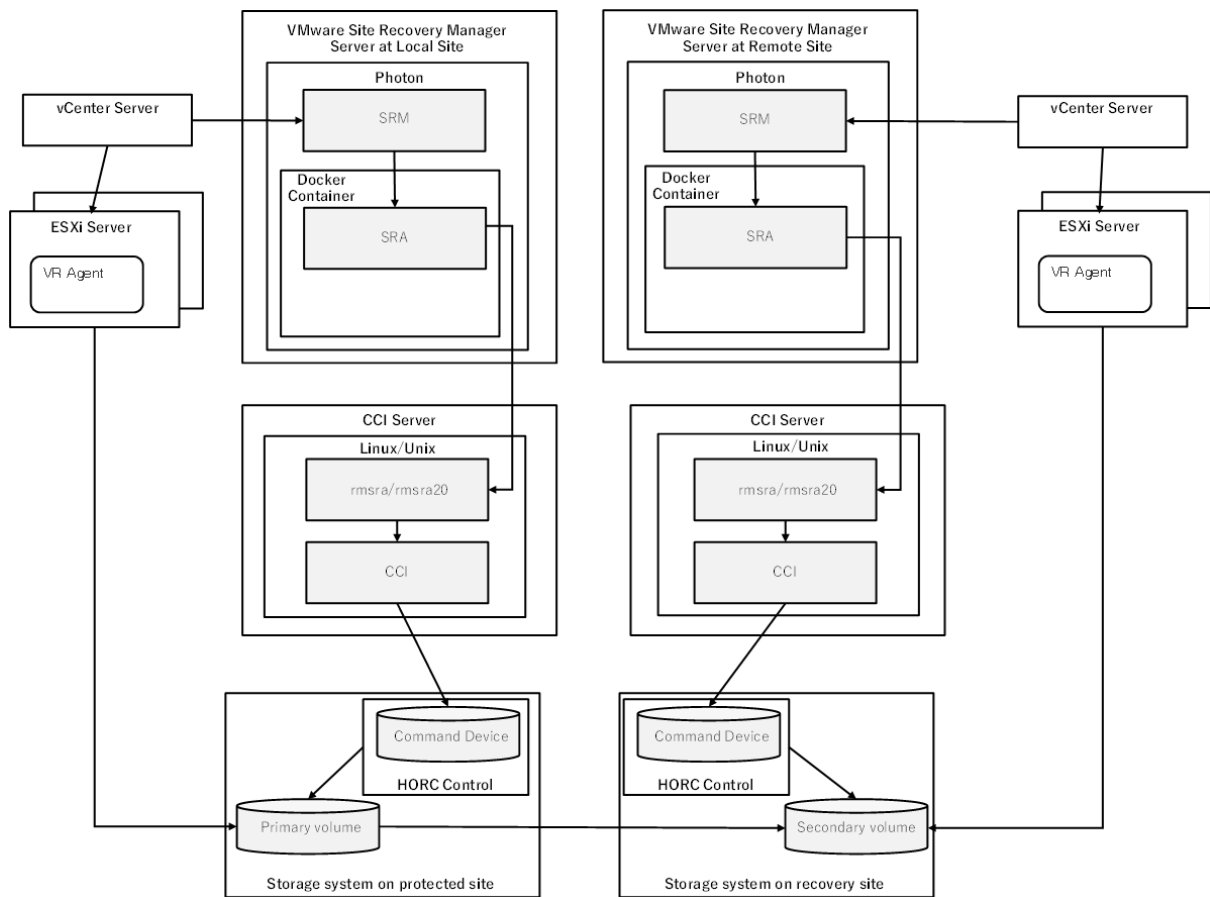 VMware Site Recovery Manager
Server at Local Site
VMware Site Recovery Manager
Server at Remote Site
Photon
Photon
vCenter Server
SRM
SRM
vCenter Server
Docker
Container
Docker
Container
ESXi Server
SRA
SRA
ESXi Server
VR Agent
VR Agent
CCI Server
CCI Server
Linux/Unix
Linux/Unix
rmsra/rmsra20
rmsra/rmsra20
CCI
CCI
Command Device
Command Device
HORC Control
HORC Control
Primary volume
Secondary volume
Storage system on protected site
Storage system on recovery site